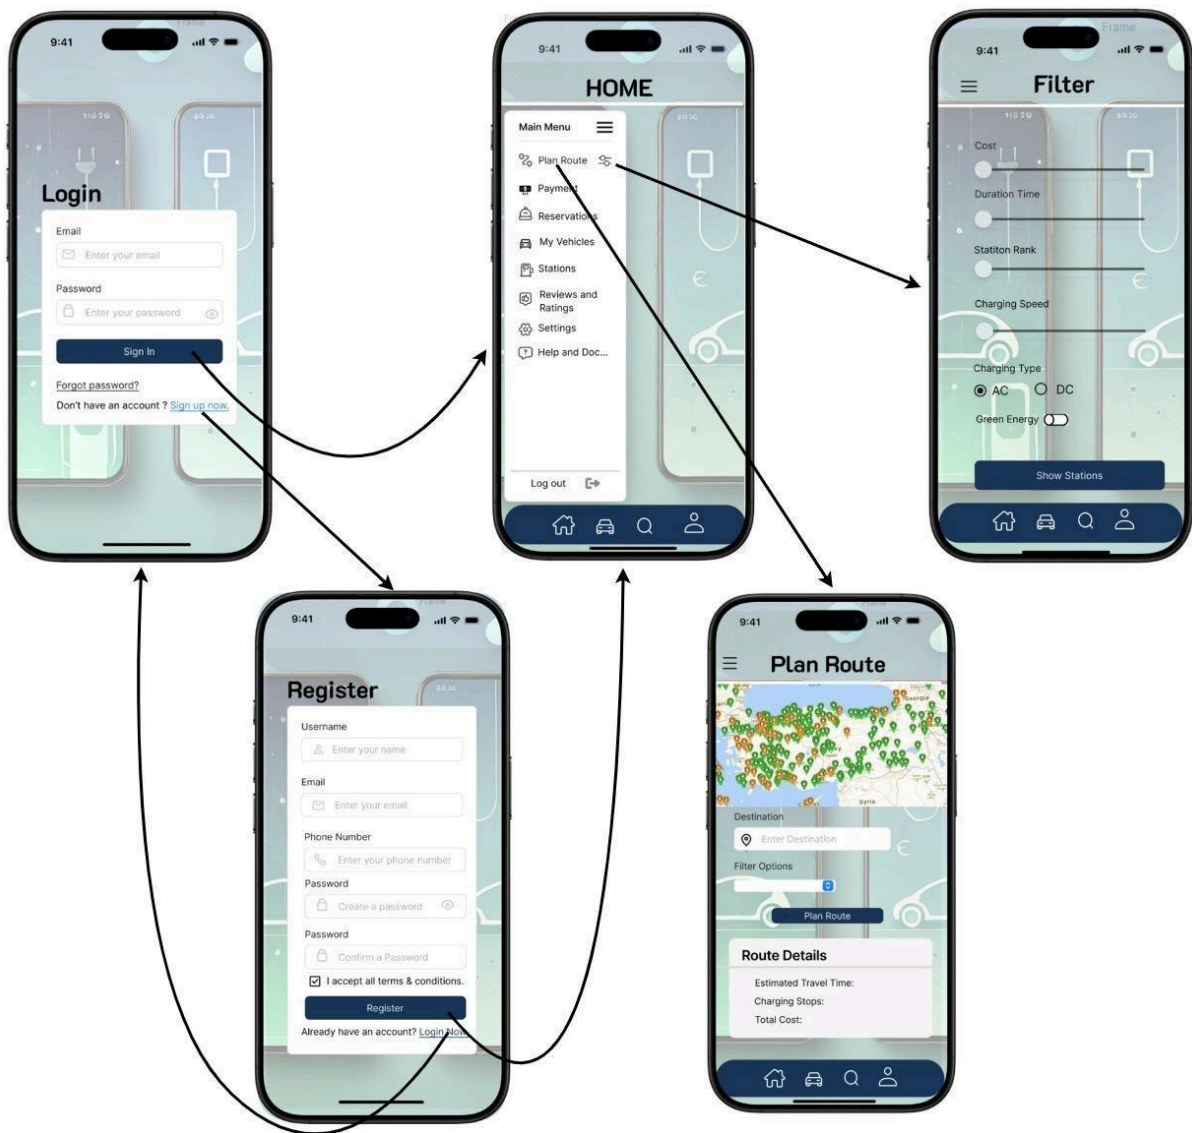 Frame
9:41
Login
Email
Enter your email
Password
Enter your password
Sign In
Forgot password?
Don't have an account ? Sign up now.
9:41
HOME
Main Menu
Plan Route
Payment
Reservations
My Vehicles
Stations
Reviews and
Ratings
Settings
Help and Doc...
Log out
Frame
9:41
Filter
Cost
Duration Time
Statiton Rank
Charging Speed
Charging Type
AC
DC
Green Energy
Show Stations
Frame
9:41
Register
Username
Enter your name
Email
Enter your email
Phone Number
Enter your phone number
Password
Create a password
Password
Confirm a Password
I accept all terms & conditions.
Register
Already have an account? Login Now.
Frame
9:41
Plan Route
Georgia
Syria
Destination
Enter Destination
Filter Options
Plan Route
Route Details
Estimated Travel Time:
Charging Stops:
Total Cost: